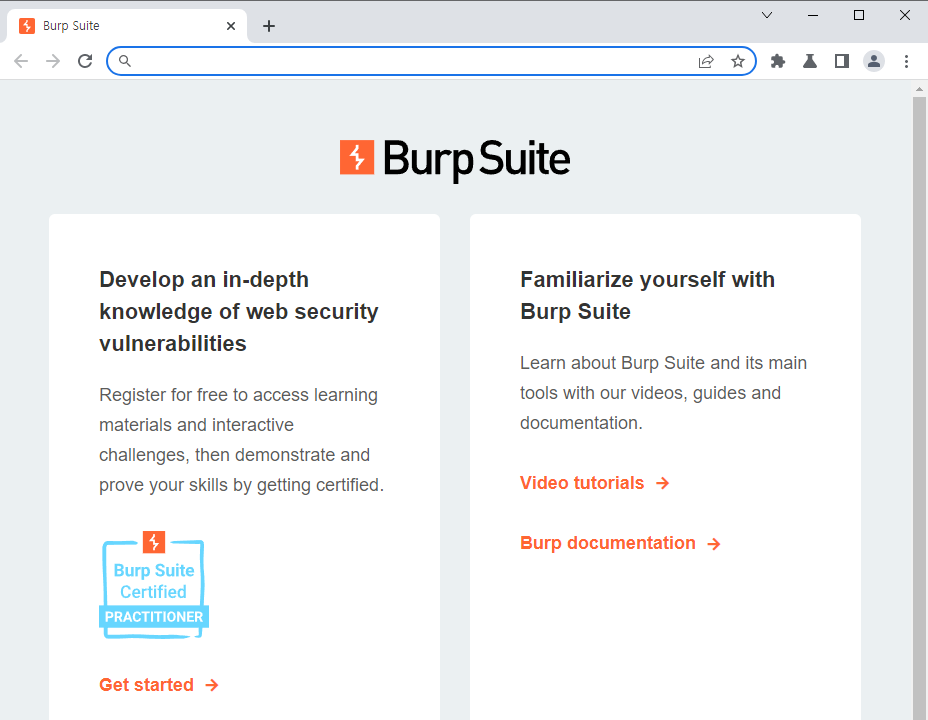 Burp Suite
Burp Suite
Develop an in-depth
knowledge of web security
vulnerabilities
Register for free to access learning
materials and interactive
challenges, then demonstrate and
prove your skills by getting certified.
Burp Suite
Certified
PRACTITIONER
Get started →
Familiarize yourself with
Burp Suite
Learn about Burp Suite and its main
tools with our videos, guides and
documentation.
Video tutorials →
Burp documentation →